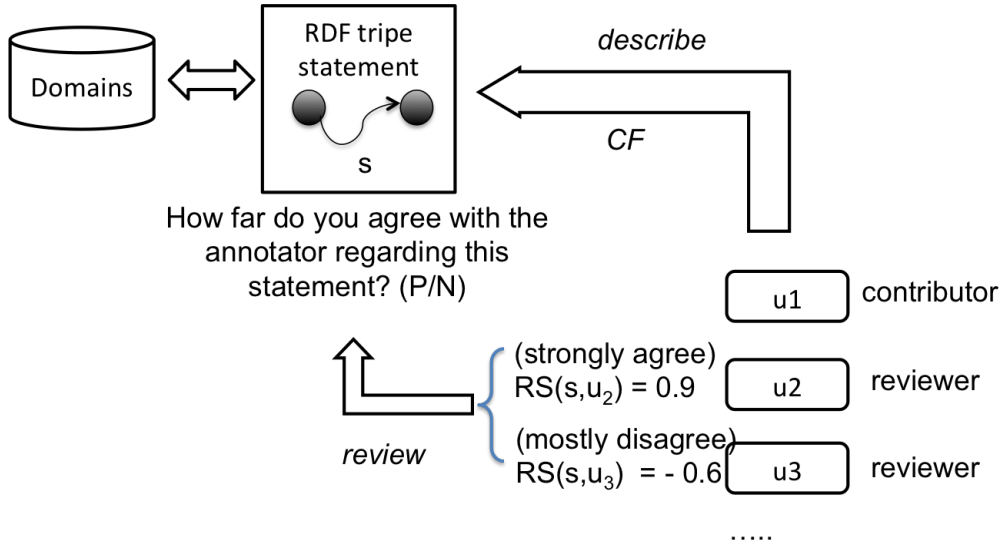 Domains
RDF tripe
statement
s
describe
CF
How far do you agree with the
annotator regarding this
statement? (P/N)
u1
contributor
(strongly agree)
RS(s,u2) = 0.9
u2
reviewer
(mostly disagree)
RS(s,u3) = - 0.6
u3
reviewer
review
.....